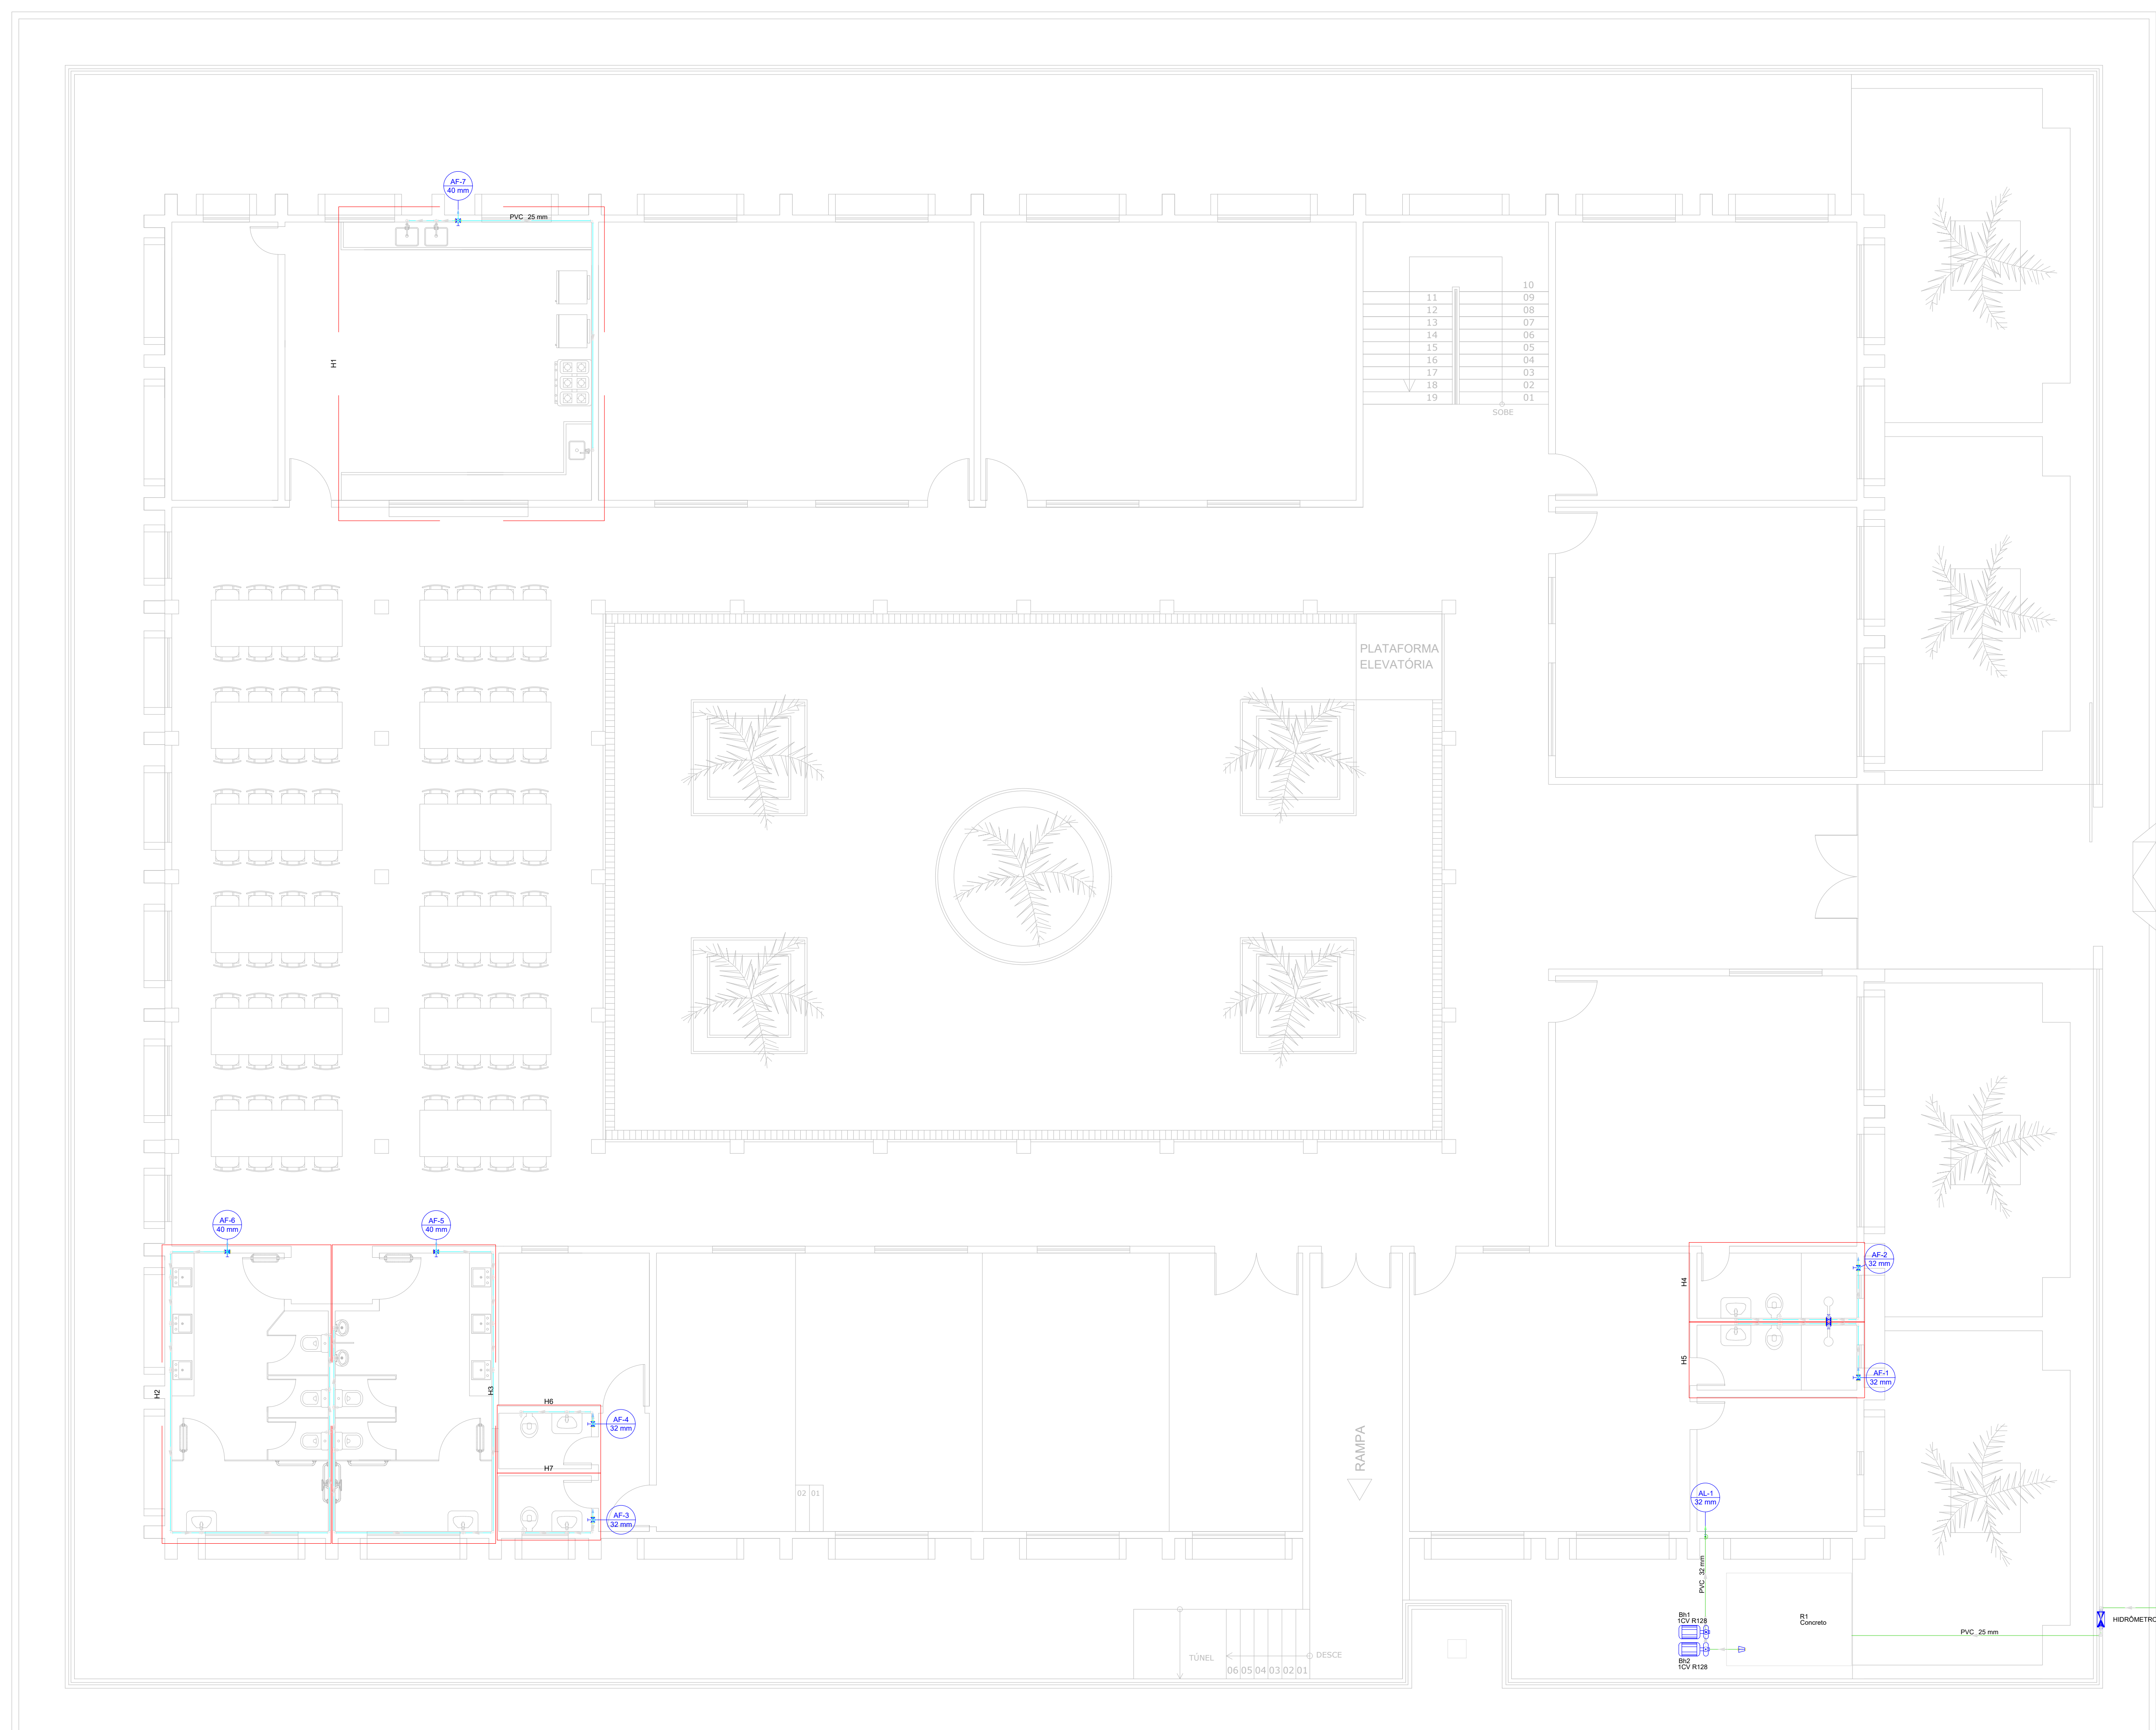 AF-7
40 mm
PVC_ 25 mm
H1
10
11 09
12 08
13 07
14 06
15 05
16 04
17 03
18 02
19 01
SOBE
PLATAFORMA
ELEVATÓRIA
AF-6
40 mm
AF-5
40 mm
AF-2
32 mm
H4
H5
AF-1
32 mm
H2
H3
H6
AF-4
32 mm
H7
AF-3
32 mm
02 01
RAMPA
AL-1
32 mm
PVC_ 32 mm
Bh1
1CV R128
R1
Concreto
HIDRÔMETRO
PVC_ 25 mm
Bh2
1CV R128
TÚNEL
DESCE
06 05 04 03 02 01